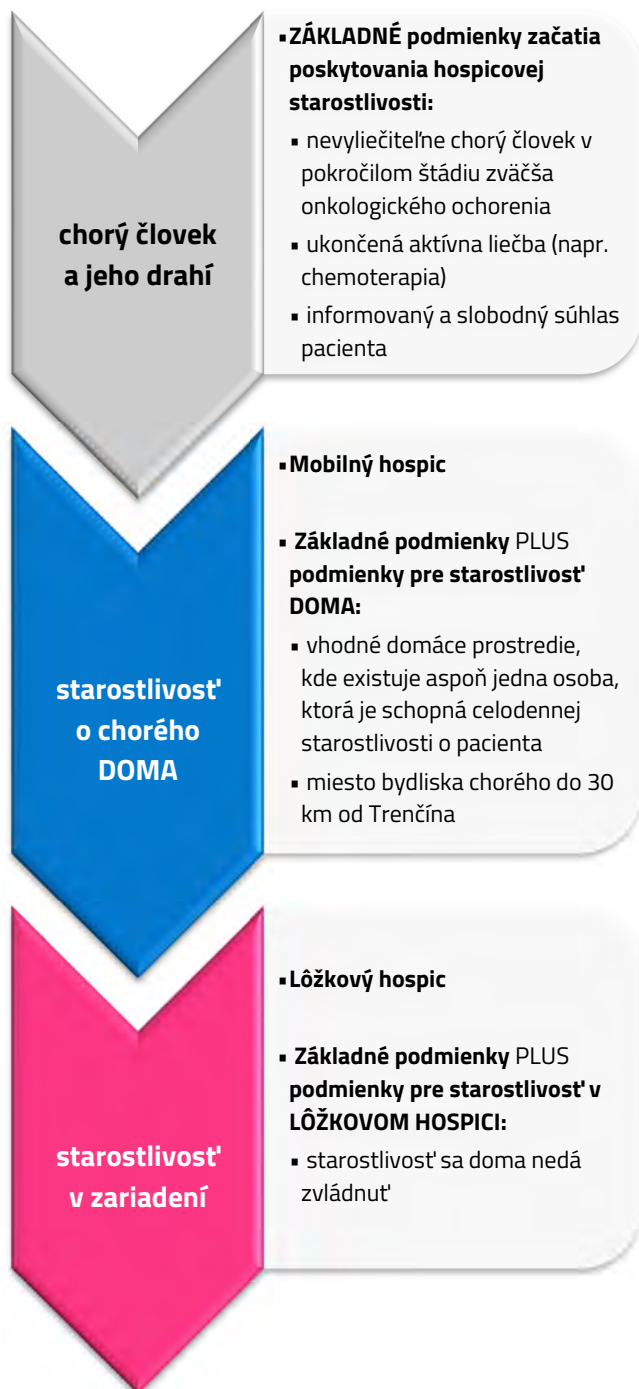 chorý človek
a jeho drahí
▪ZÁKLADNÉ podmienky začatia
poskytovania hospicovej
starostlivosti:
▪ nevyliečiteľne chorý človek v
pokročilom štádiu zväčša
onkologického ochorenia
▪ ukončená aktívna liečba (napr.
chemoterapia)
▪ informovaný a slobodný súhlas
pacienta
starostlivosť
o chorého
DOMA
▪Mobilný hospic
▪ Základné podmienky PLUS
podmienky pre starostlivosť
DOMA:
▪ vhodné domáce prostredie,
kde existuje aspoň jedna osoba,
ktorá je schopná celodennej
starostlivosti o pacienta
▪ miesto bydliska chorého do 30
km od Trenčína
starostlivosť
v zariadení
▪Lôžkový hospic
▪ Základné podmienky PLUS
podmienky pre starostlivosť v
LÔŽKOVOM HOSPICI:
▪ starostlivosť sa doma nedá
zvládnuť